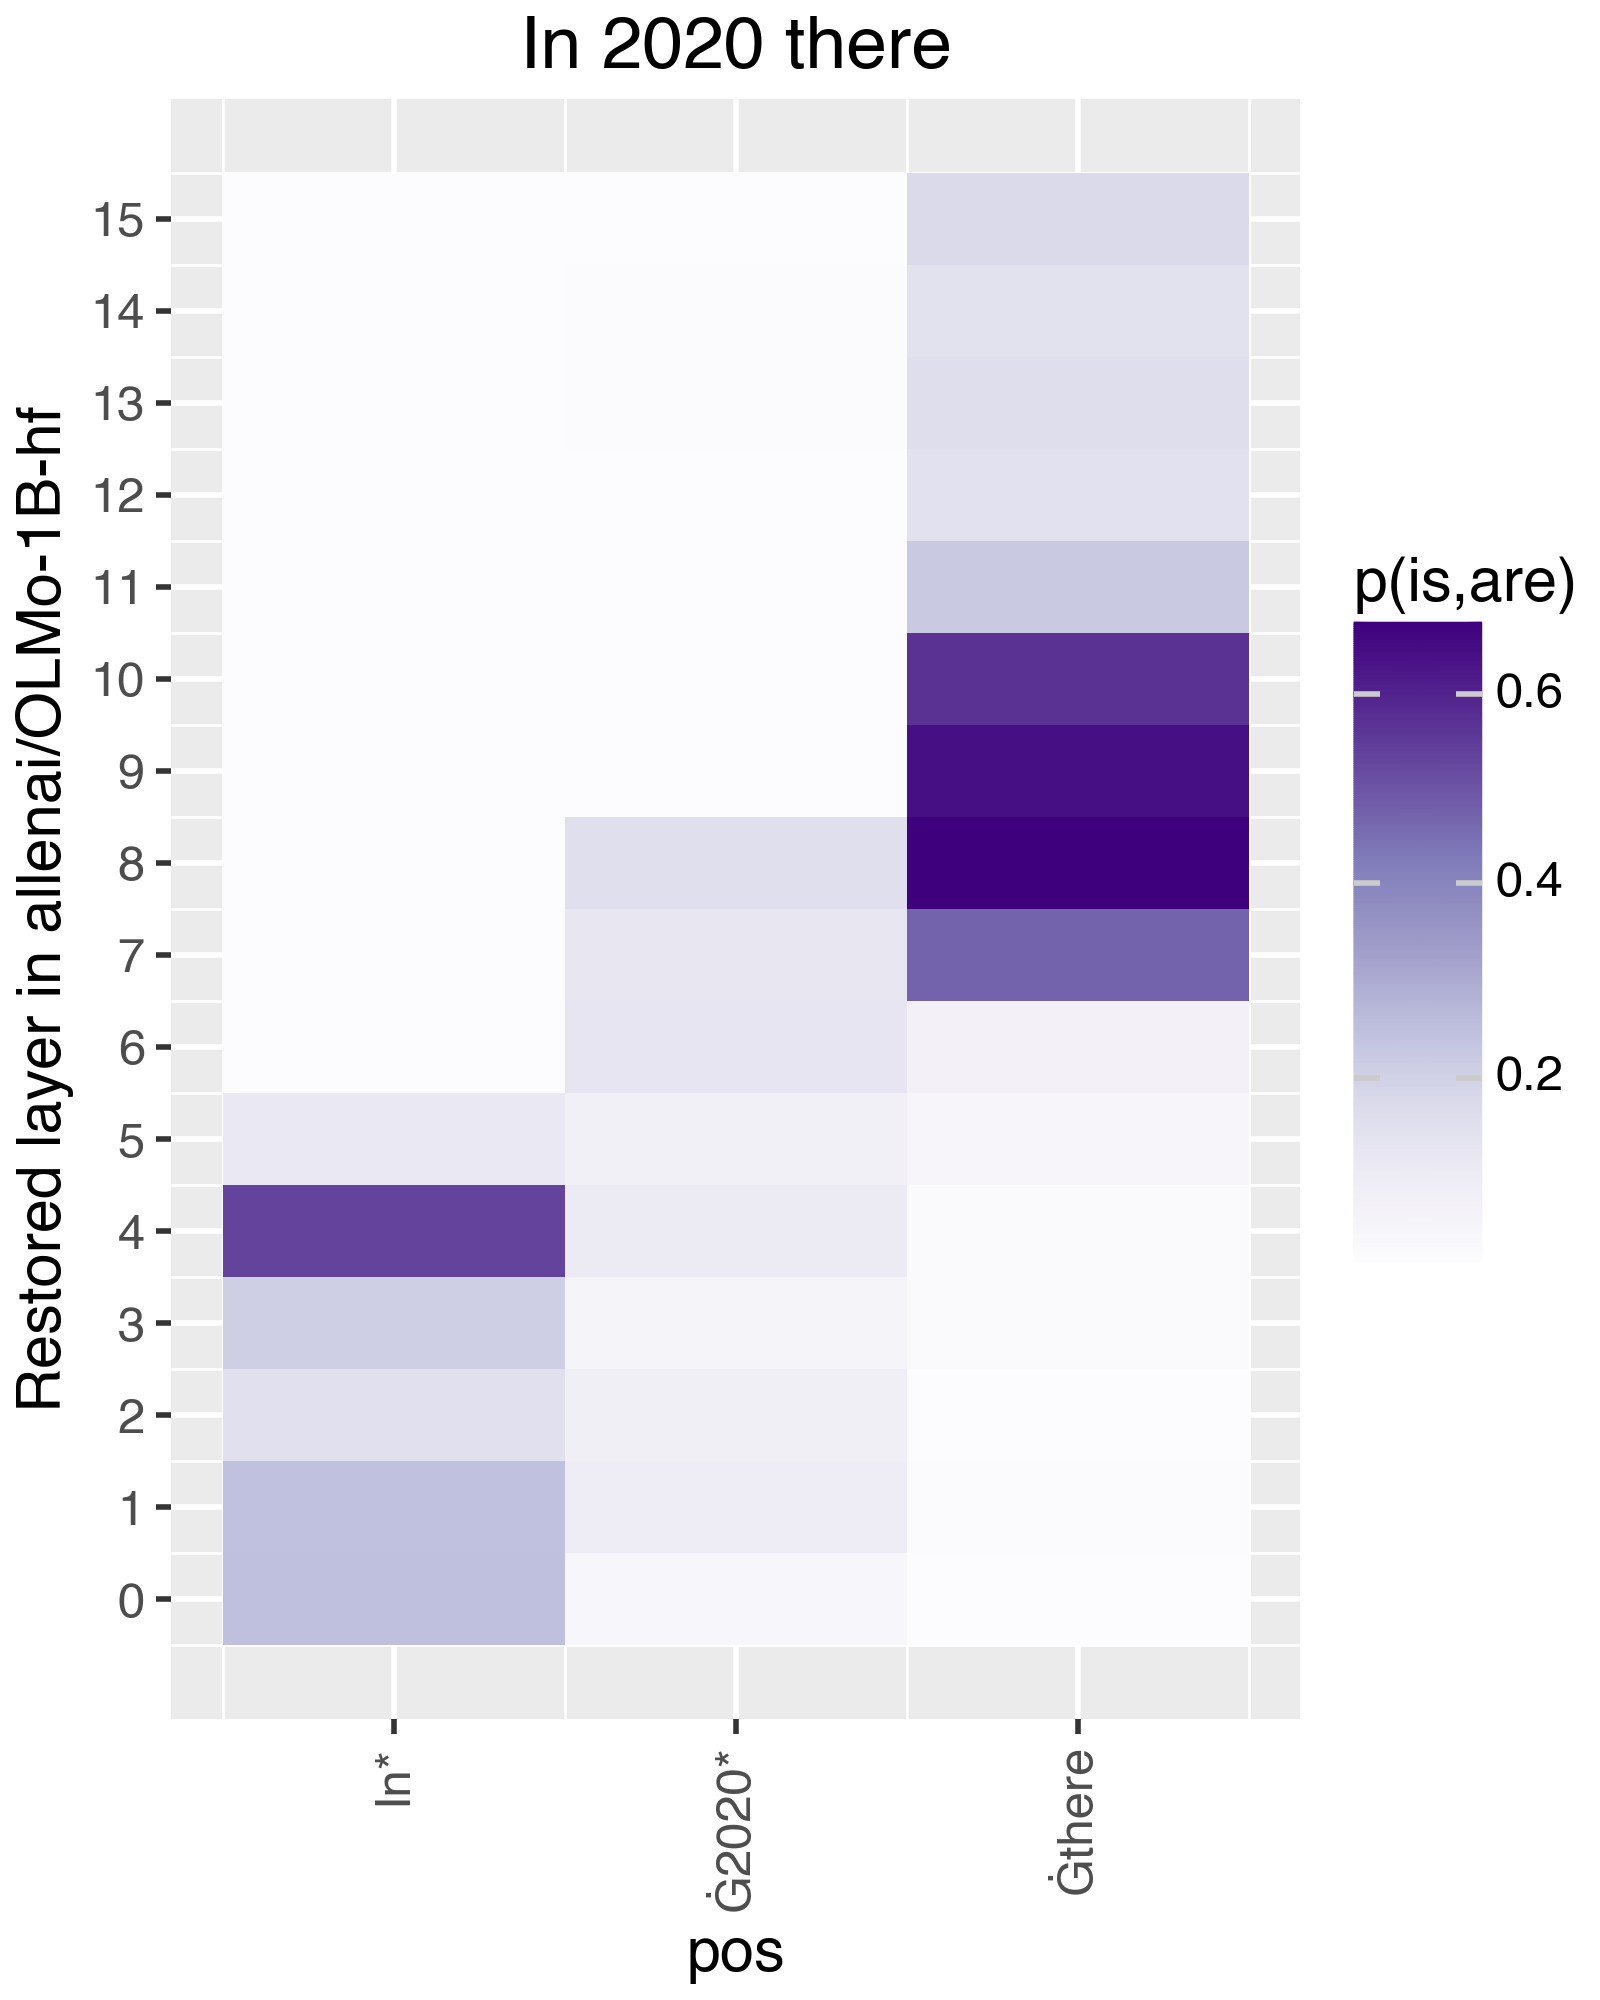 In 2020 there
Restored layer in allenai/OLMo-1B-hf
15
14
13
12
11
10
9
8
7
6
5
4
3
2
1
0
In*
Ġ2020*
Ġthere
pos
p(is,are)
0.6
0.4
0.2